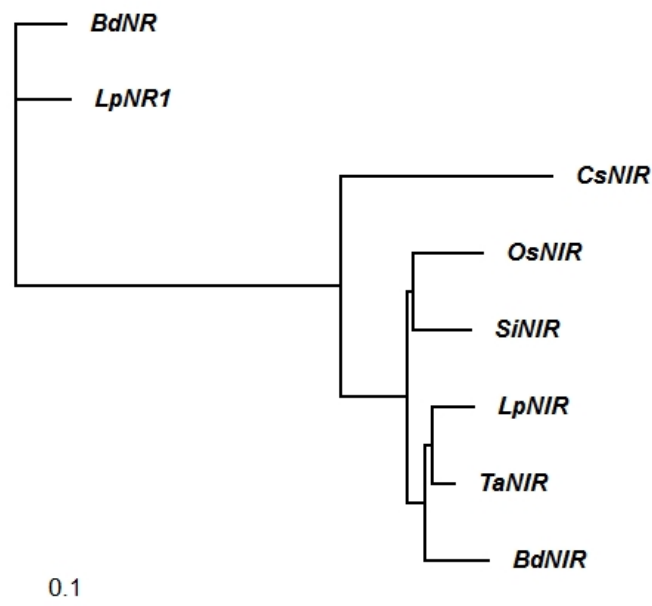 BdNR
LpNR1
CsNIR
OsNIR
SiNIR
LpNIR
TaNIR
BdNIR
0.1